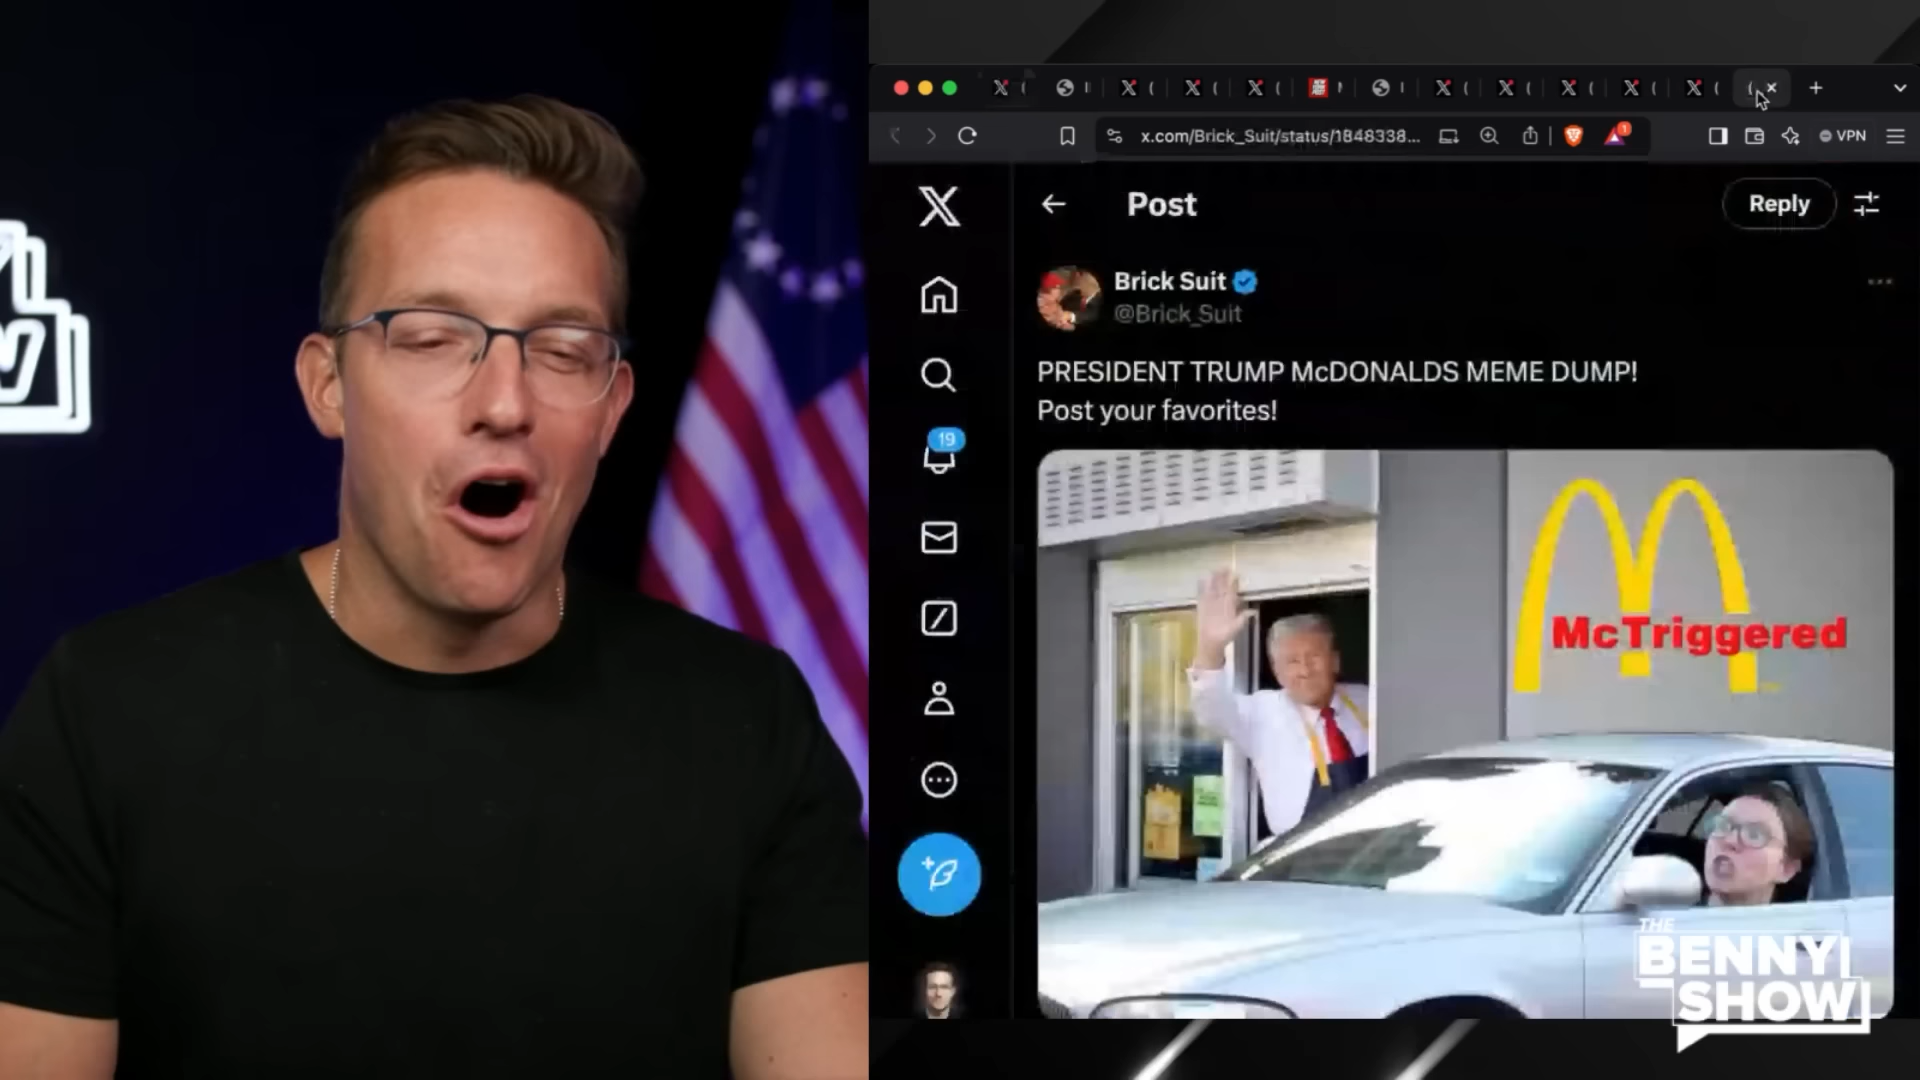 VPN
x.com/Brick_Suit/status/1848338...
Post
Reply
Brick Suit
@Brick_Suit
PRESIDENT TRUMP McDONALDS MEME DUMP!
Post your favorites!
19
1
McTriggered
THE
BENNY
SHOW